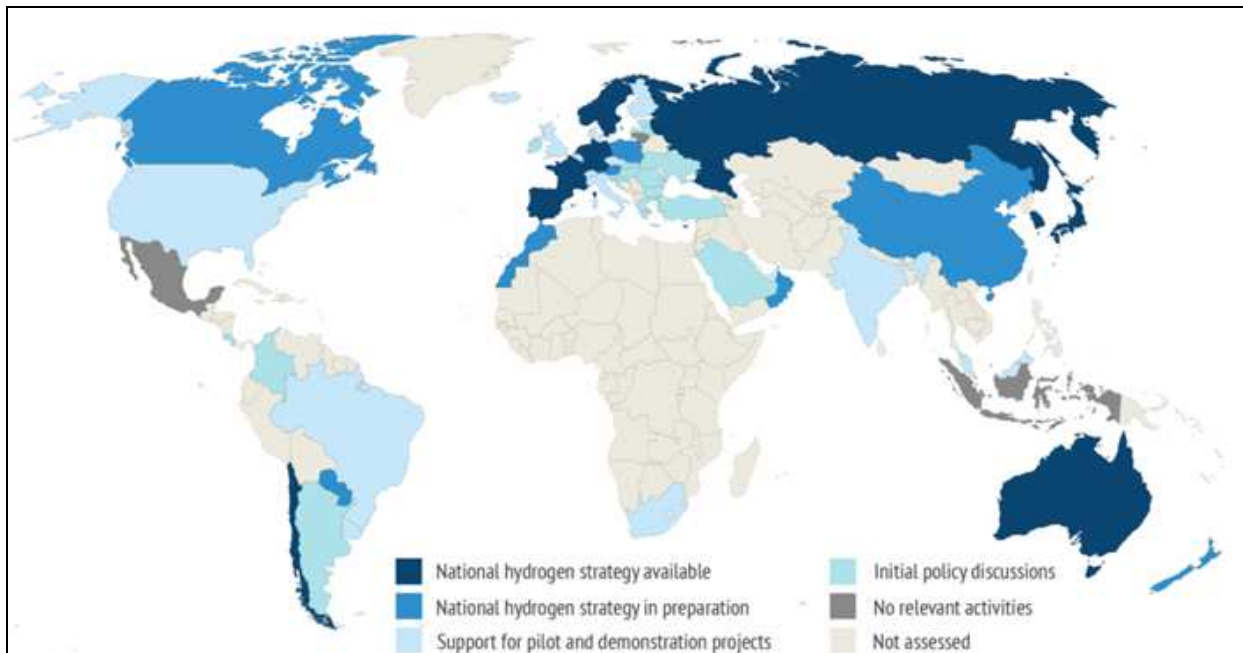 National hydrogen strategy available
National hydrogen strategy in preparation
Support for pilot and demonstration projects
Initial policy discussions
No relevant activities
Not assessed